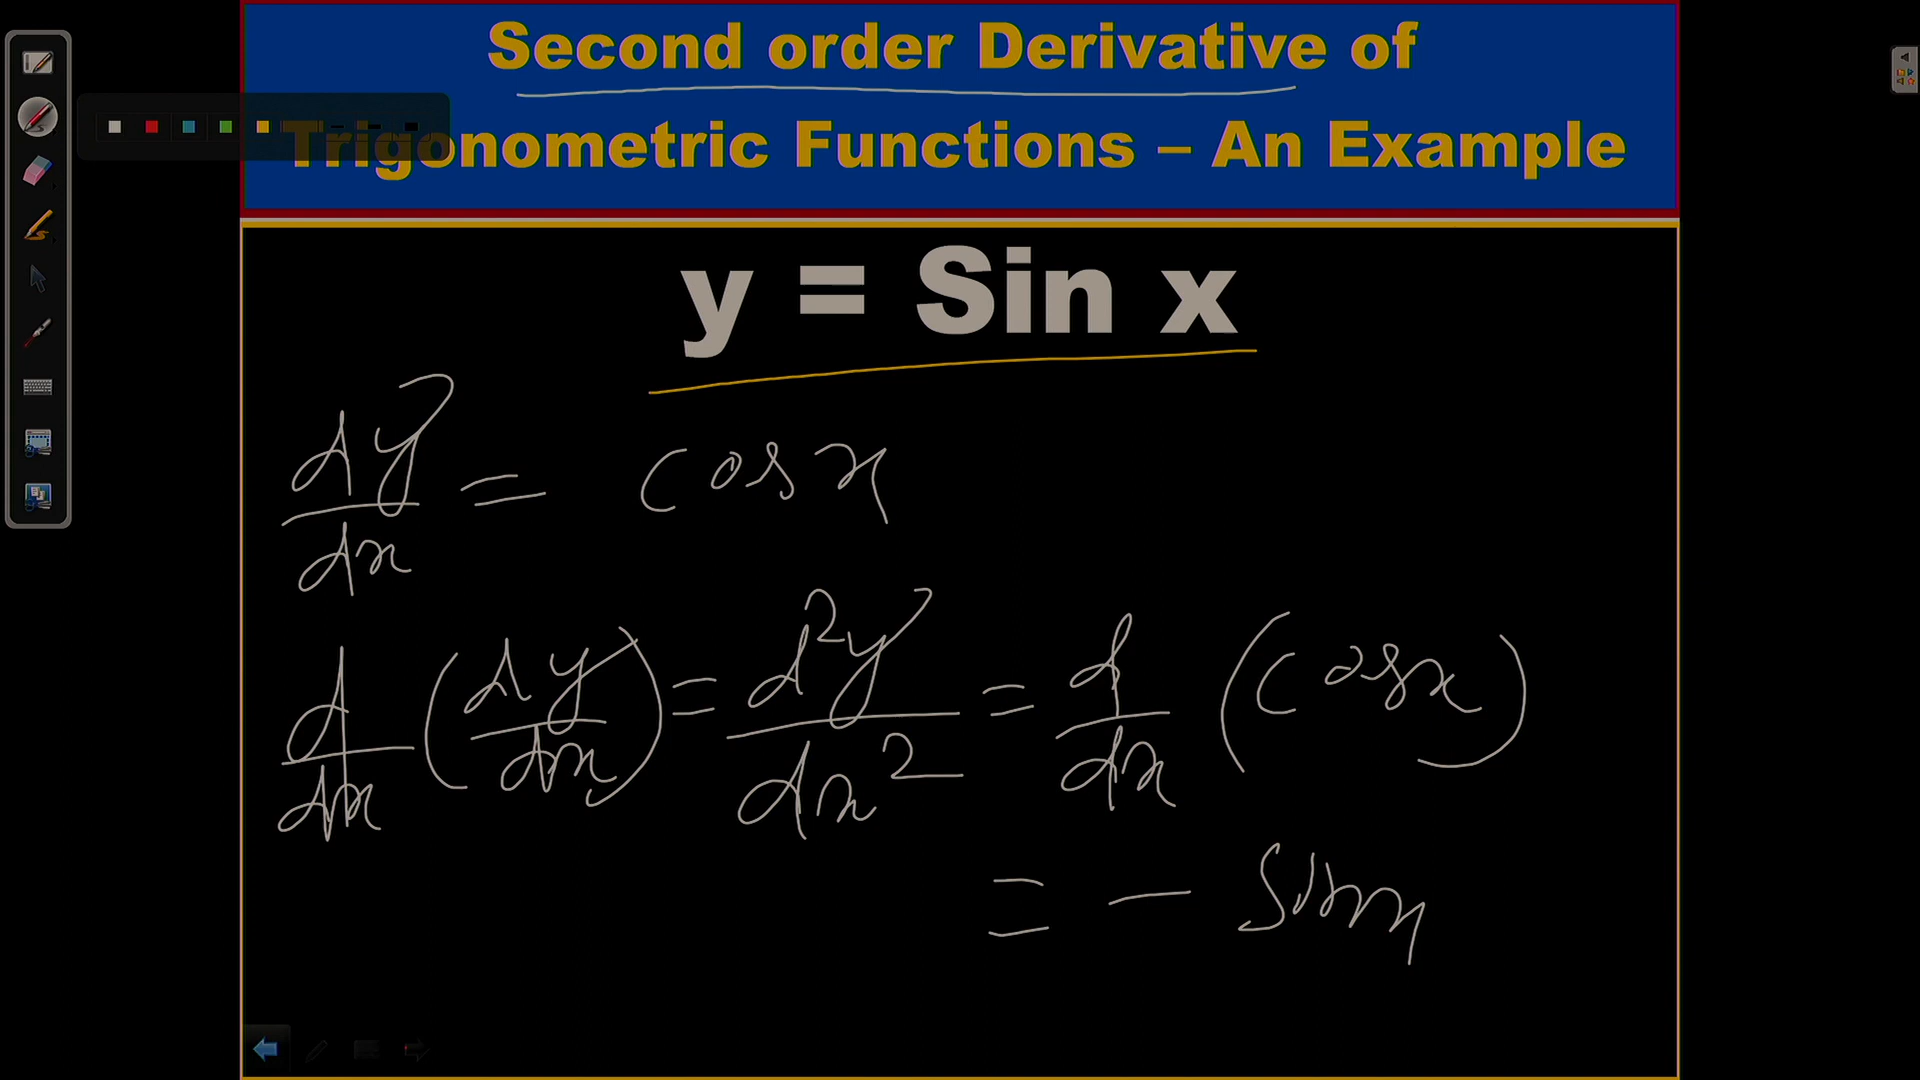 Second order Derivative of
Trigonometric Functions – An Example
y = Sin x
dy/dx = cos x
d/dx (dy/dx) = d²y/dx² = d/dx (cos x)
= – Sin x